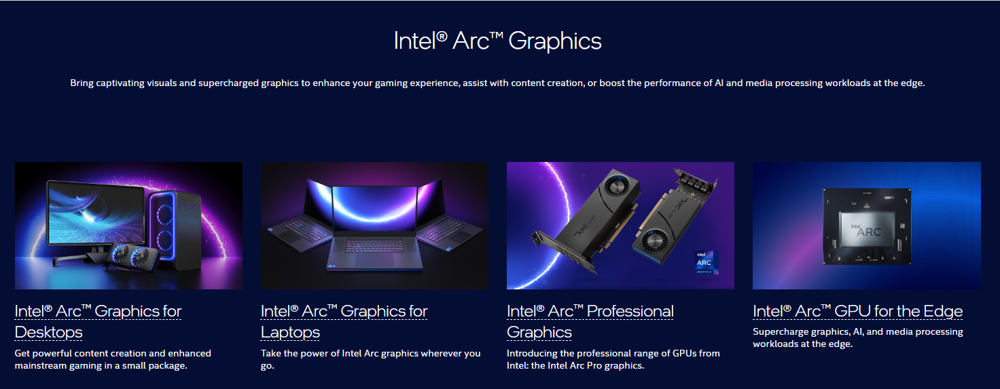 Intel® Arc™ Graphics
Bring captivating visuals and supercharged graphics to enhance your gaming experience, assist with content creation, or boost the performance of AI and media processing workloads at the edge.
intel
ARC
GRAPHICS
intel
ARC
Intel® Arc™ Graphics for
Desktops
Get powerful content creation and enhanced
mainstream gaming in a small package.
Intel® Arc™ Graphics for
Laptops
Take the power of Intel Arc graphics wherever you
go.
Intel® Arc™ Professional
Graphics
Introducing the professional range of GPUs from
Intel: the Intel Arc Pro graphics.
Intel® Arc™ GPU for the Edge
Supercharge graphics, AI, and media processing
workloads at the edge.